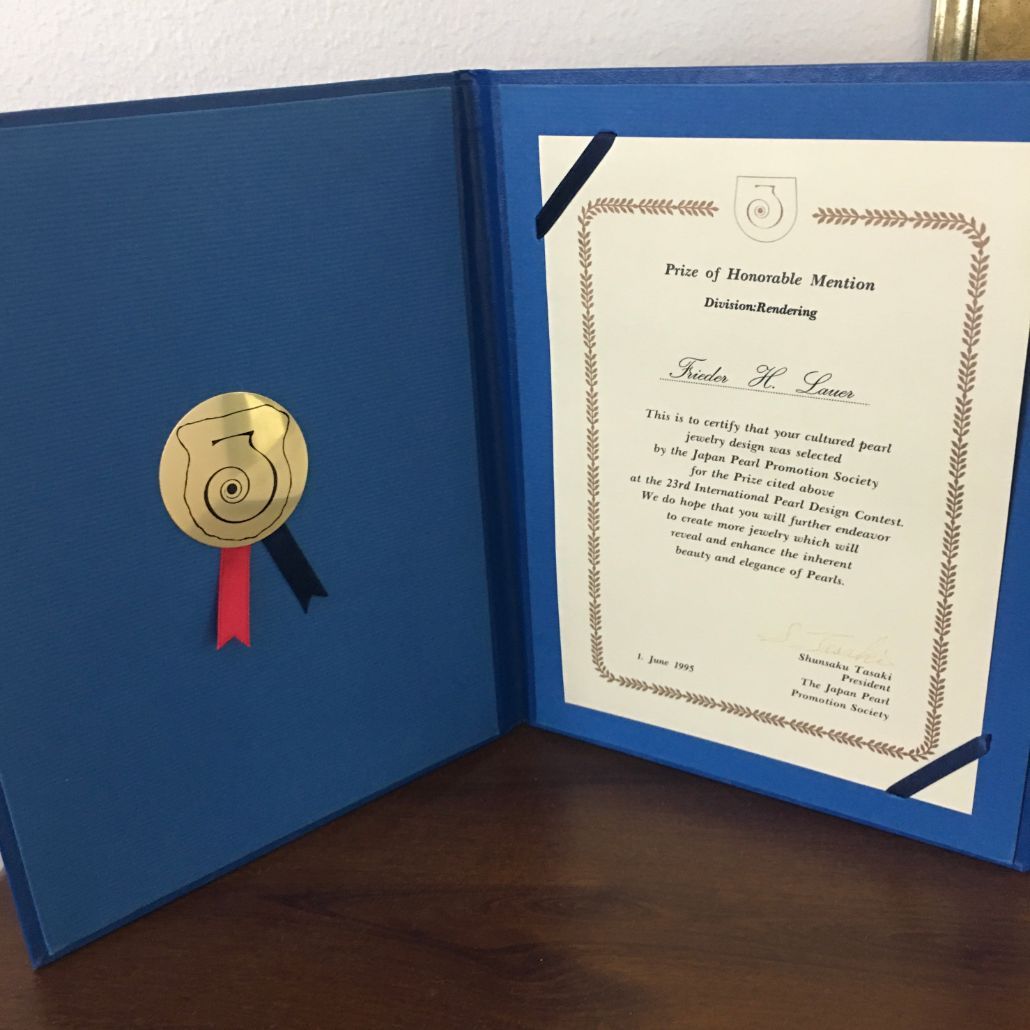 Prize of Honorable Mention
Division:Rendering
Frieder H. Lauer
This is to certify that your cultured pearl
jewelry design was selected
by the Japan Pearl Promotion Society
for the Prize cited above
at the 23rd International Pearl Design Contest.
We do hope that you will further endeavor
to create more jewelry which will
reveal and enhance the inherent
beauty and elegance of Pearls.
S. Tasaki
1. June 1995
Shunsaku Tasaki
President
The Japan Pearl
Promotion Society